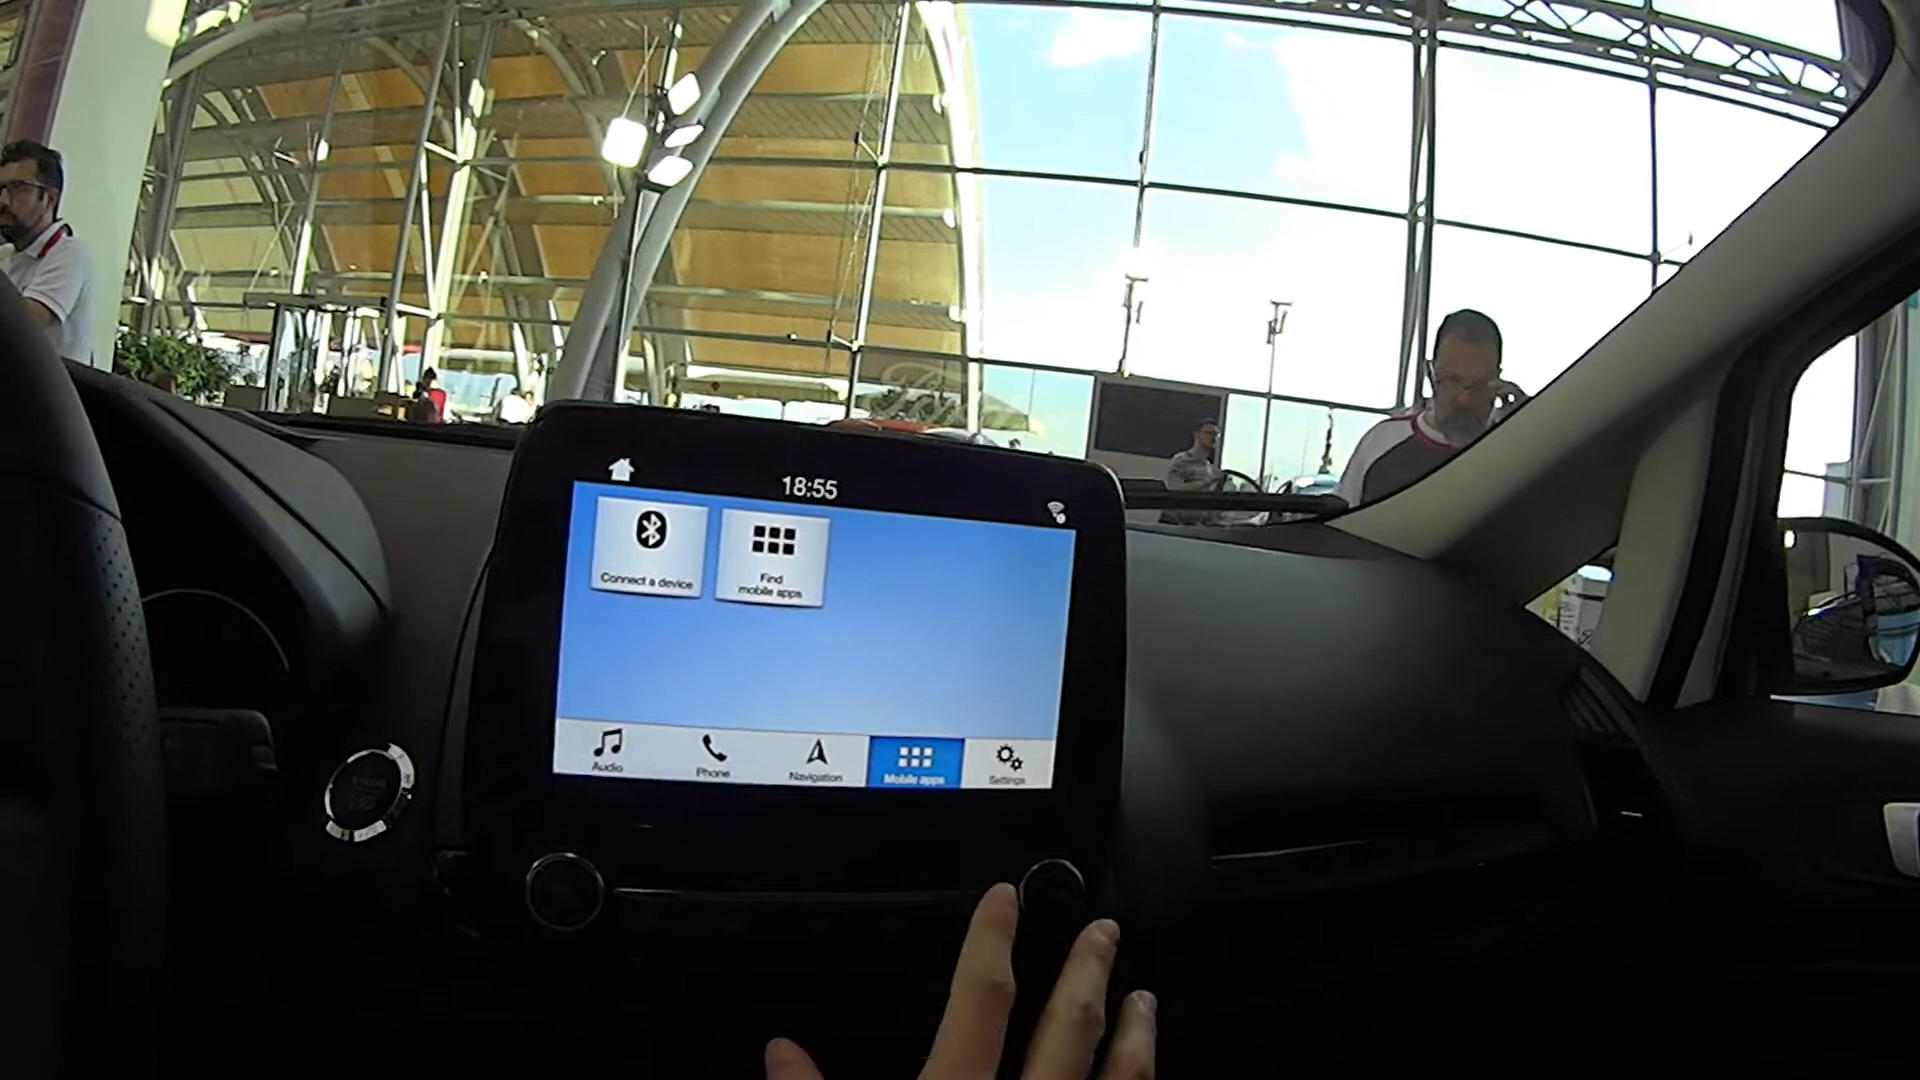 18:55
Connect a device
Find
mobile apps
Audio
Phone
Navigation
Mobile apps
Settings